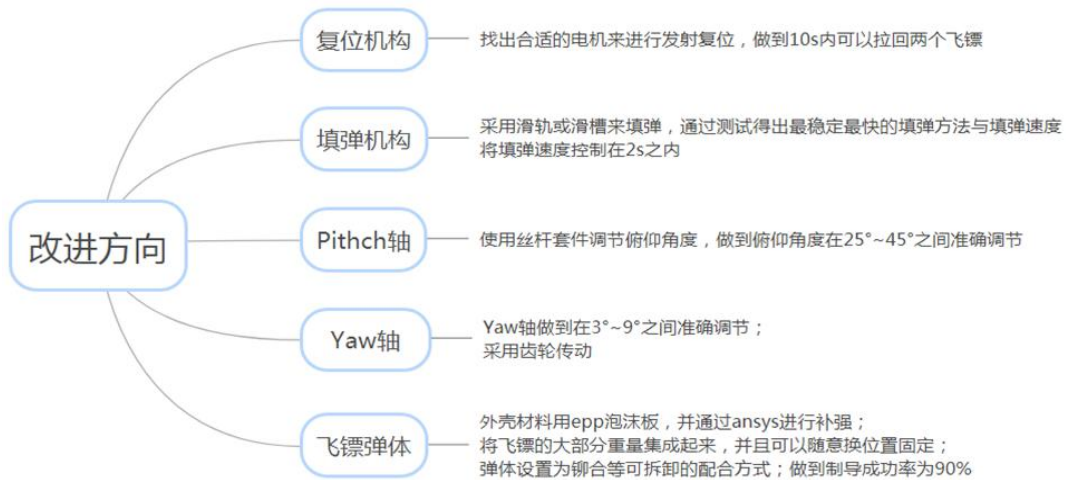 改进方向
复位机构
找出合适的电机来进行发射复位，做到10s内可以拉回两个飞镖
填弹机构
采用滑轨或滑槽来填弹，通过测试得出最稳定最快的填弹方法与填弹速度
将填弹速度控制在2s之内
Pithch轴
使用丝杆套件调节俯仰角度，做到俯仰角度在25°~45°之间准确调节
Yaw轴
Yaw轴做到在3°~9°之间准确调节；
采用齿轮传动
飞镖弹体
外壳材料用epp泡沫板，并通过ansys进行补强；
将飞镖的大部分重量集成起来，并且可以随意换位置固定；
弹体设置为铆合等可拆卸的配合方式；做到制导成功率为90%